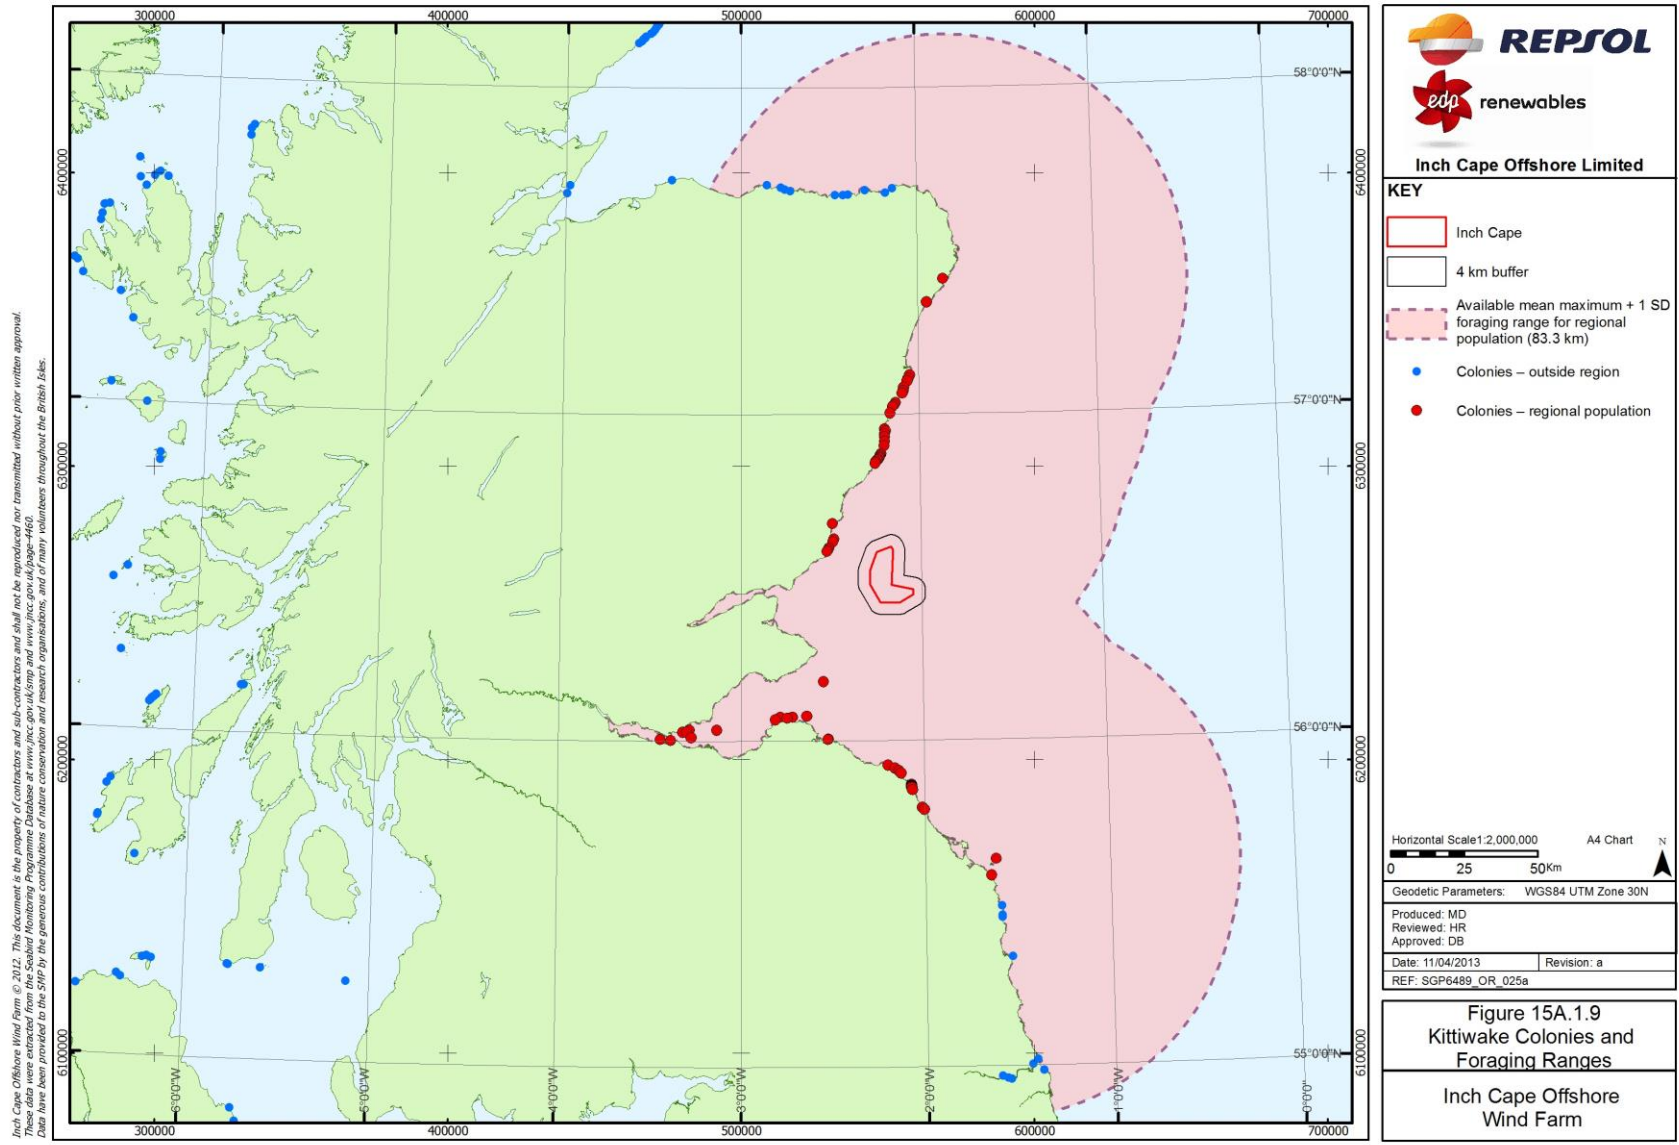 300000
400000
500000
600000
700000
58°0'0"N
6400000
6400000
57°0'0"N
6300000
6300000
56°0'0"N
6200000
6200000
55°0'0"N
6100000
6100000
6°0'0"W
5°0'0"W
4°0'0"W
3°0'0"W
2°0'0"W
1°0'0"W
0°0'0"
300000
400000
500000
600000
700000
Inch Cape Offshore Wind Farm © 2012. This document is the property of contractors and sub-contractors and shall not be reproduced nor transmitted without prior written approval.
These data were extracted from the Seabird Monitoring Programme Database at www.jncc.gov.uk/smp and www.jncc.gov.uk/page-4460.
Data have been provided to the SMP by the generous contributions of nature conservation and research organisations, and of many volunteers throughout the British Isles.
REPSOL
edp renewables
Inch Cape Offshore Limited
KEY
Inch Cape
4 km buffer
Available mean maximum + 1 SD
foraging range for regional
population (83.3 km)
Colonies – outside region
Colonies – regional population
Horizontal Scale1:2,000,000 A4 Chart N
0 25 50Km
Geodetic Parameters: WGS84 UTM Zone 30N
Produced: MD
Reviewed: HR
Approved: DB
Date: 11/04/2013 Revision: a
REF: SGP6489_OR_025a
Figure 15A.1.9
Kittiwake Colonies and
Foraging Ranges
Inch Cape Offshore
Wind Farm